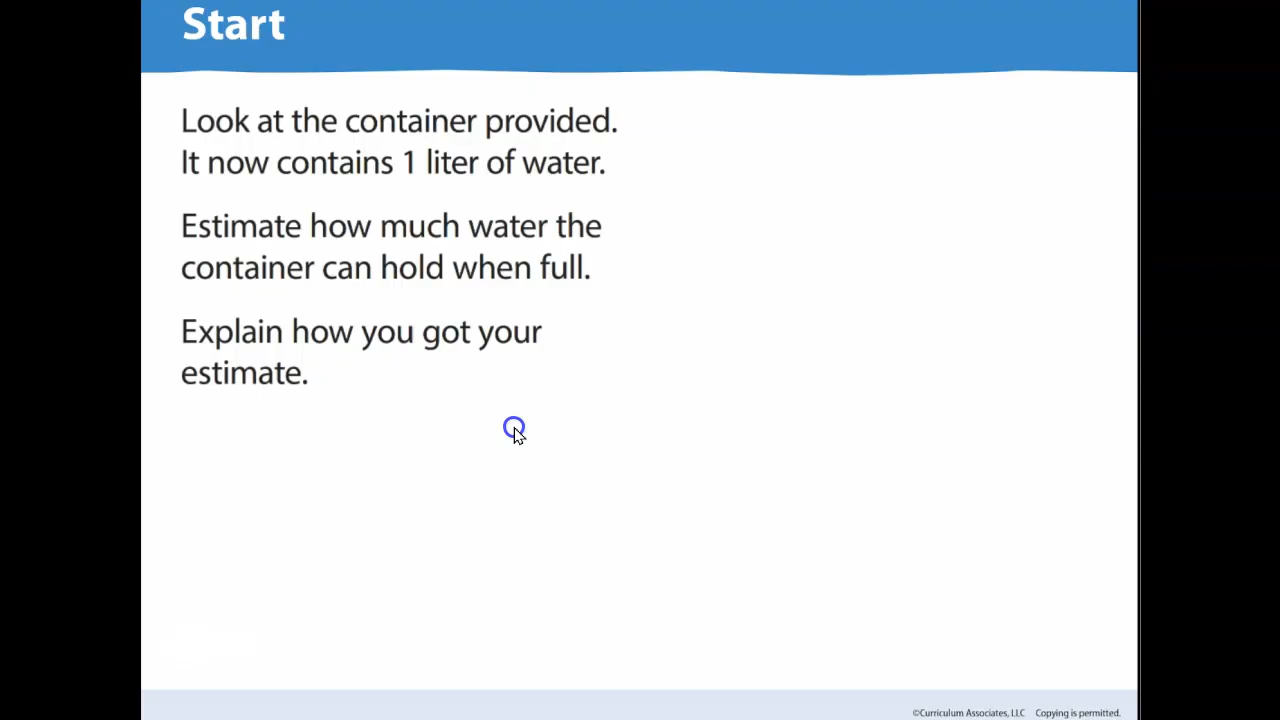 Start
Look at the container provided.
It now contains 1 liter of water.
Estimate how much water the
container can hold when full.
Explain how you got your
estimate.
©Curriculum Associates, LLC Copying is permitted.